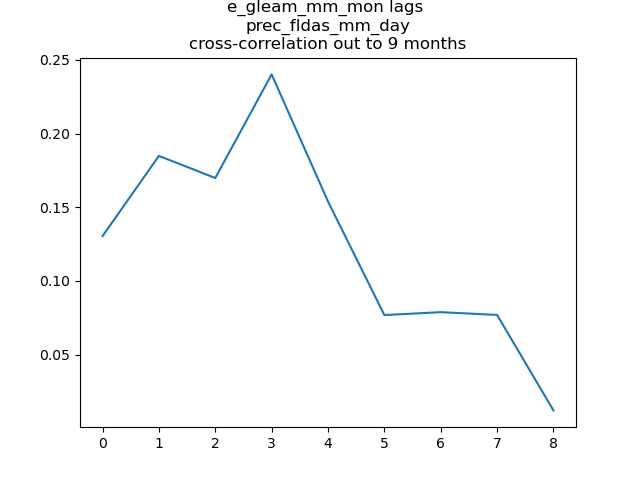 e_gleam_mm_mon lags
prec_fldas_mm_day
cross-correlation out to 9 months
0.25
0.20
0.15
0.10
0.05
0 1 2 3 4 5 6 7 8